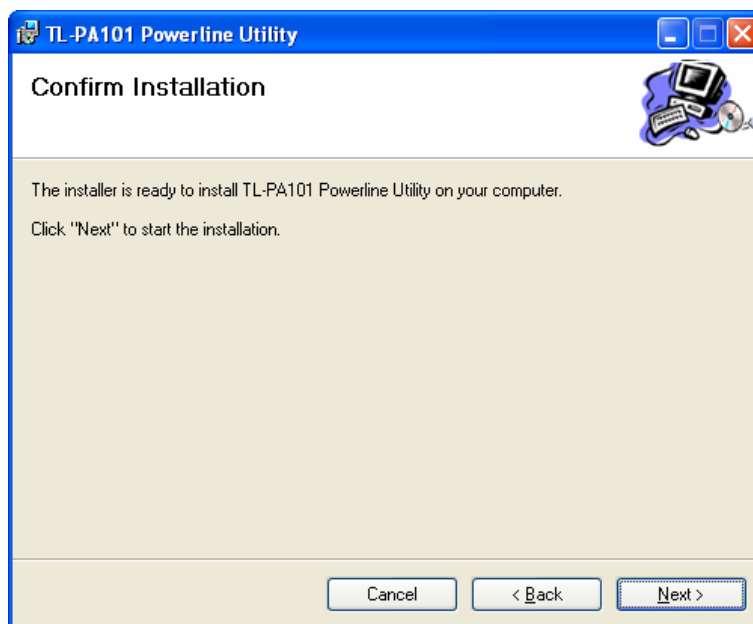 TL-PA101 Powerline Utility
Confirm Installation
The installer is ready to install TL-PA101 Powerline Utility on your computer.
Click "Next" to start the installation.
Cancel
< Back
Next >